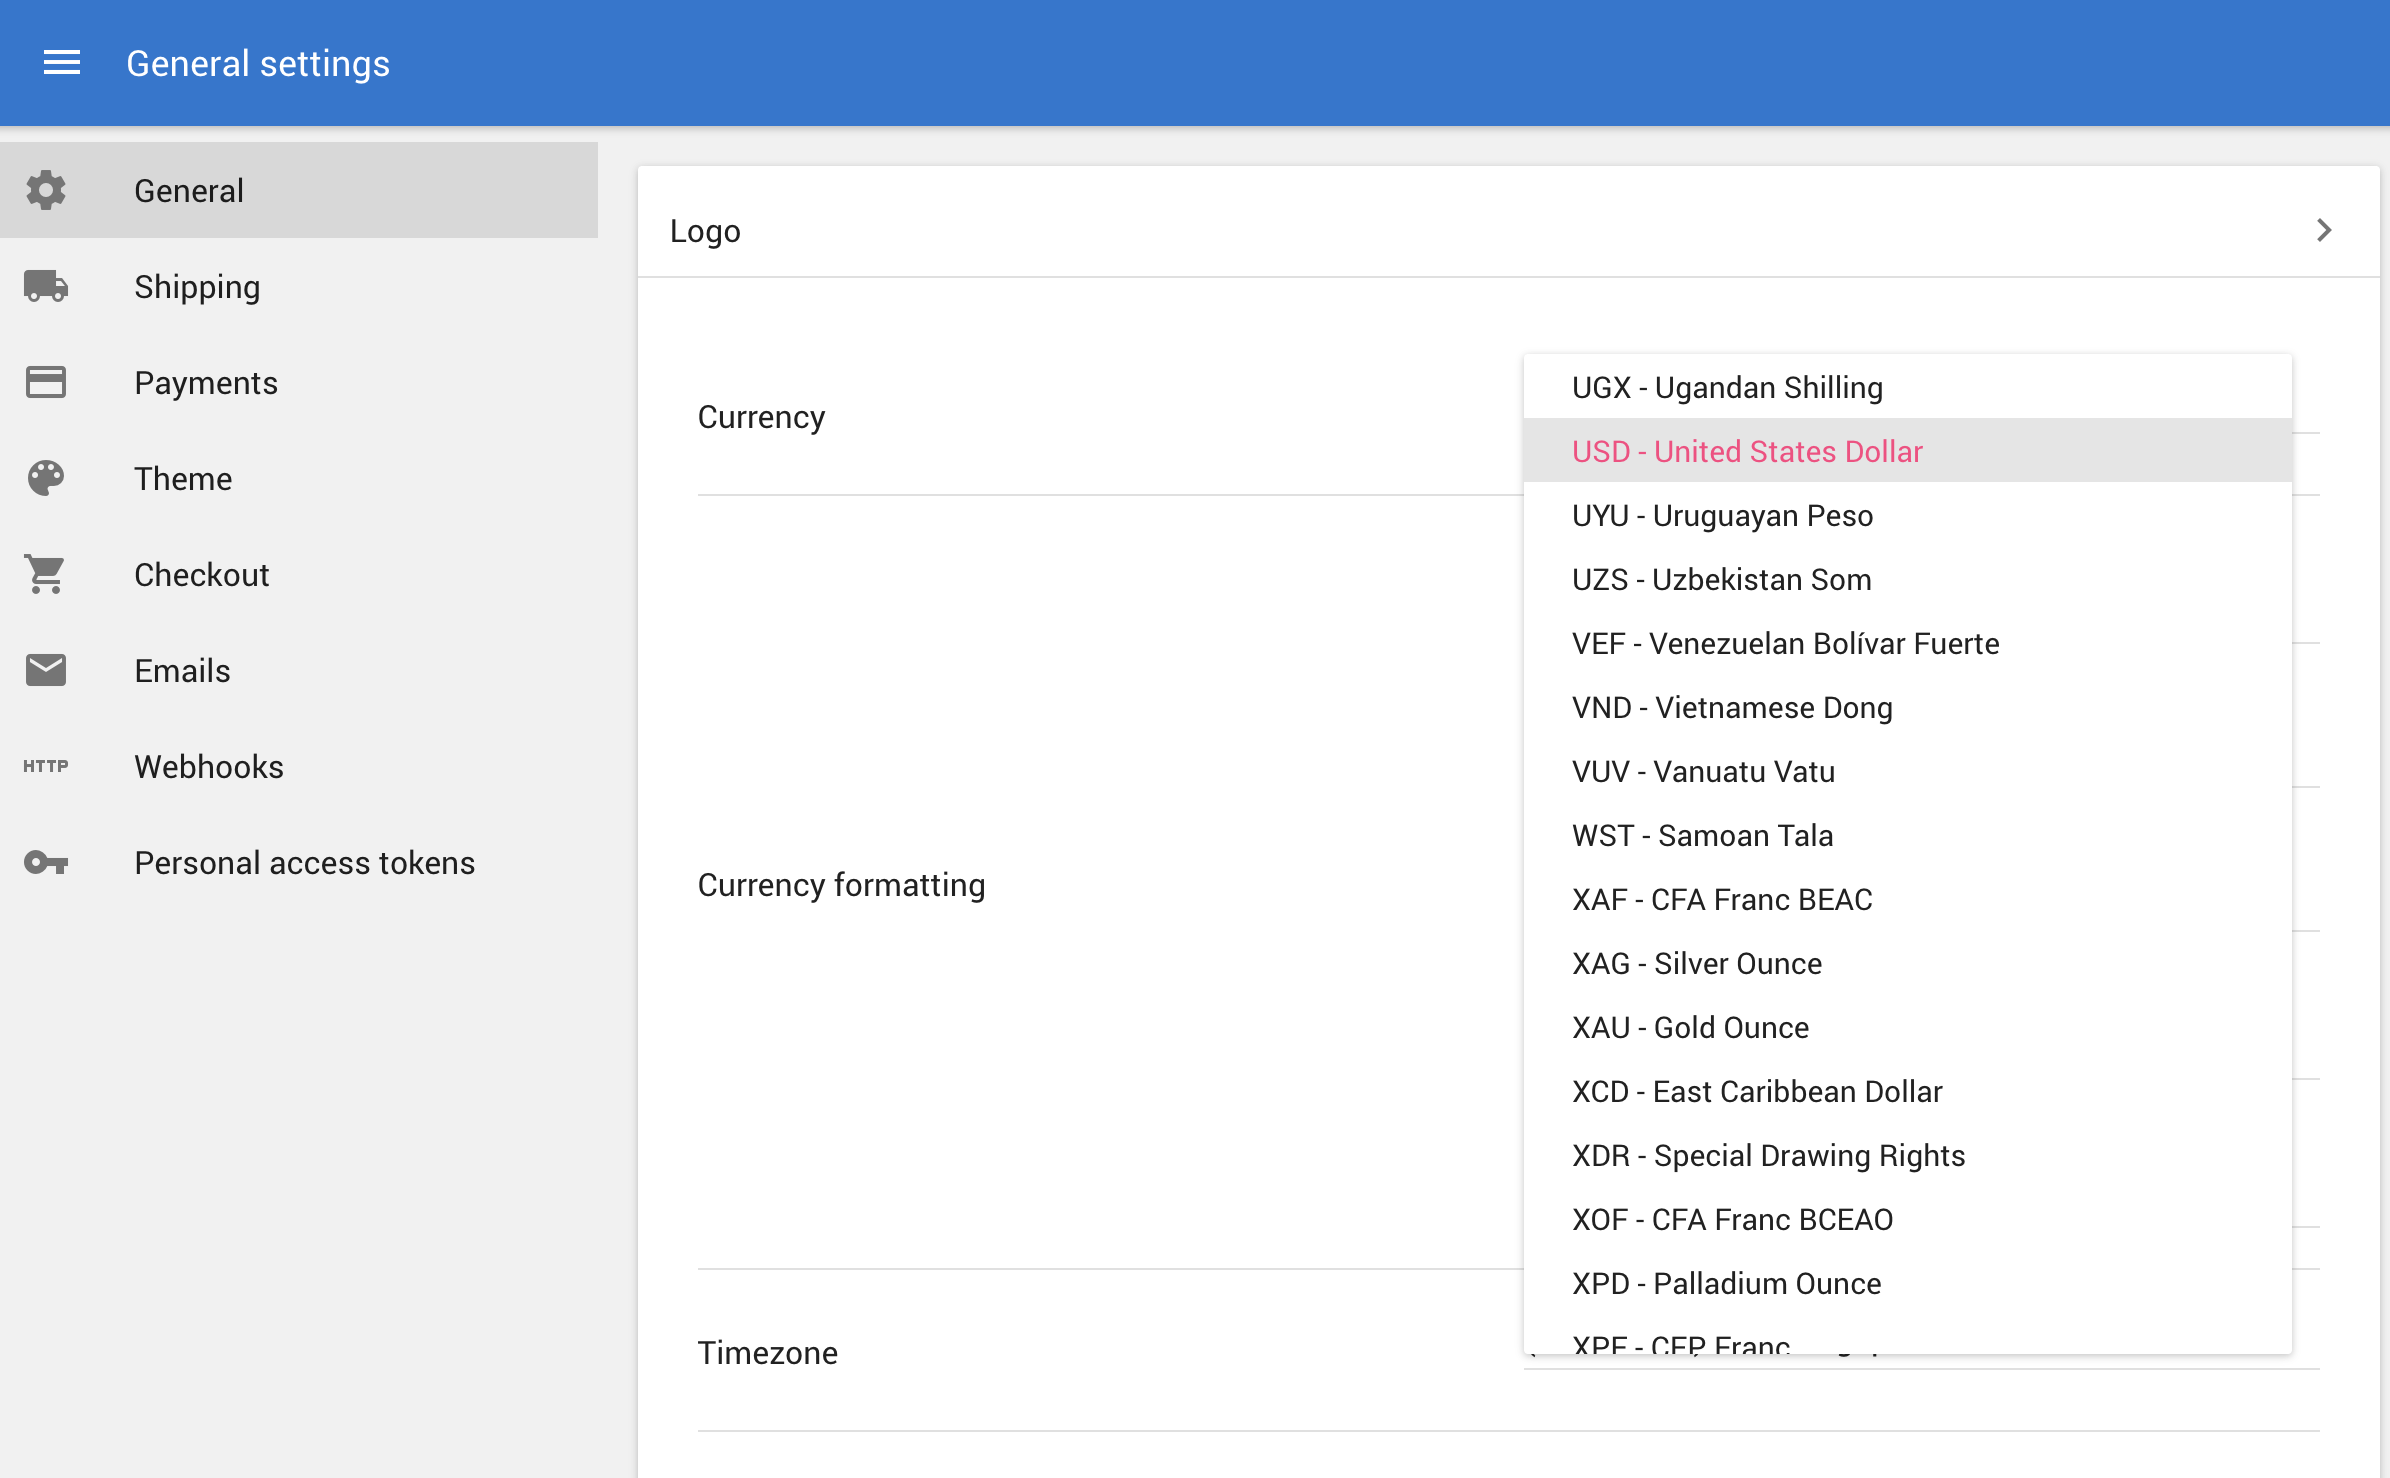 General settings
General
Shipping
Payments
Theme
Checkout
Emails
HTTP Webhooks
Personal access tokens
Logo
Currency
UGX - Ugandan Shilling
USD - United States Dollar
UYU - Uruguayan Peso
UZS - Uzbekistan Som
VEF - Venezuelan Bolívar Fuerte
VND - Vietnamese Dong
VUV - Vanuatu Vatu
WST - Samoan Tala
XAF - CFA Franc BEAC
XAG - Silver Ounce
XAU - Gold Ounce
XCD - East Caribbean Dollar
XDR - Special Drawing Rights
XOF - CFA Franc BCEAO
XPD - Palladium Ounce
XPF - CFP Franc
Currency formatting
Timezone